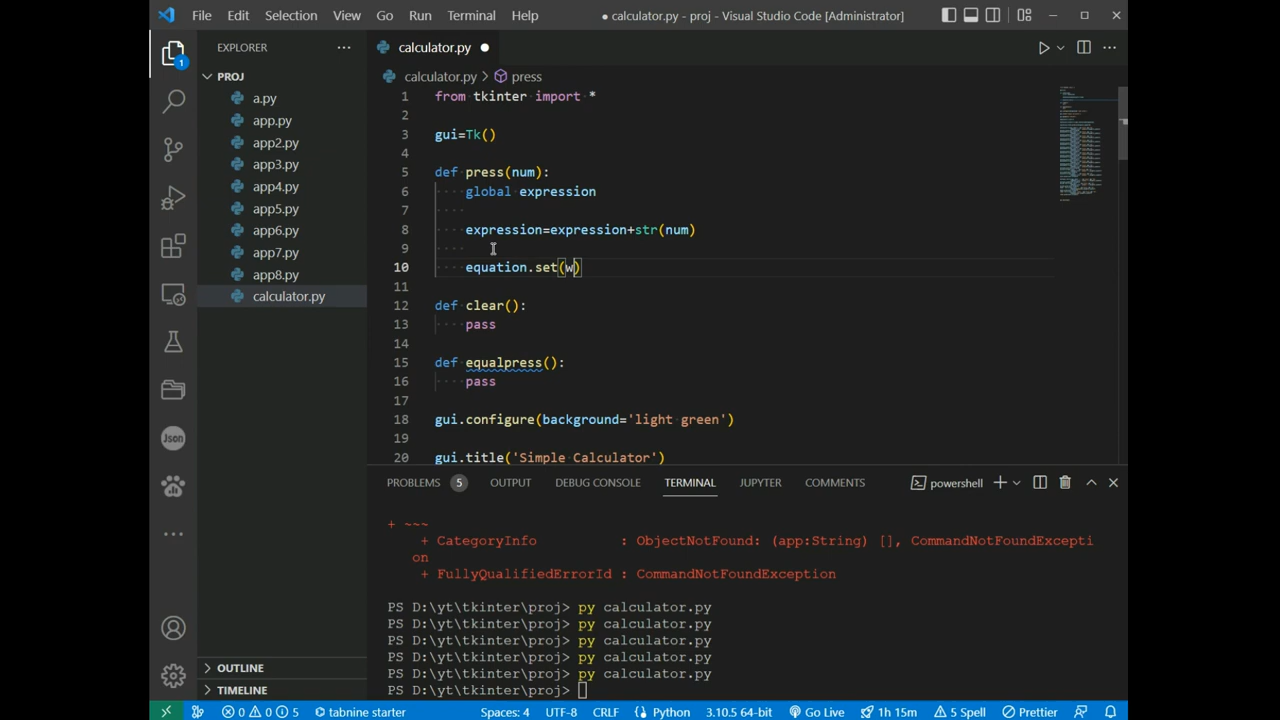 File Edit Selection View Go Run Terminal Help
● calculator.py - proj - Visual Studio Code [Administrator]
EXPLORER
PROJ
a.py
app.py
app2.py
app3.py
app4.py
app5.py
app6.py
app7.py
app8.py
calculator.py
OUTLINE
TIMELINE
1
Json
calculator.py ●
calculator.py > press
1 from tkinter import *
2
3 gui=Tk()
4
5 def press(num):
6 global expression
7
8 expression=expression+str(num)
9
10 equation.set(w)
11
12 def clear():
13 pass
14
15 def equalpress():
16 pass
17
18 gui.configure(background='light green')
19
20 gui.title('Simple Calculator')
PROBLEMS 5 OUTPUT DEBUG CONSOLE TERMINAL JUPYTER COMMENTS powershell
+ ~~~
+ CategoryInfo : ObjectNotFound: (app:String) [], CommandNotFoundExcepti
on
+ FullyQualifiedErrorId : CommandNotFoundException
PS D:\yt\tkinter\proj> py calculator.py
PS D:\yt\tkinter\proj> py calculator.py
PS D:\yt\tkinter\proj> py calculator.py
PS D:\yt\tkinter\proj> py calculator.py
PS D:\yt\tkinter\proj> py calculator.py
PS D:\yt\tkinter\proj>
0 0 5 tabnine starter Spaces: 4 UTF-8 CRLF Python 3.10.5 64-bit Go Live 1h 15m 5 Spell Prettier